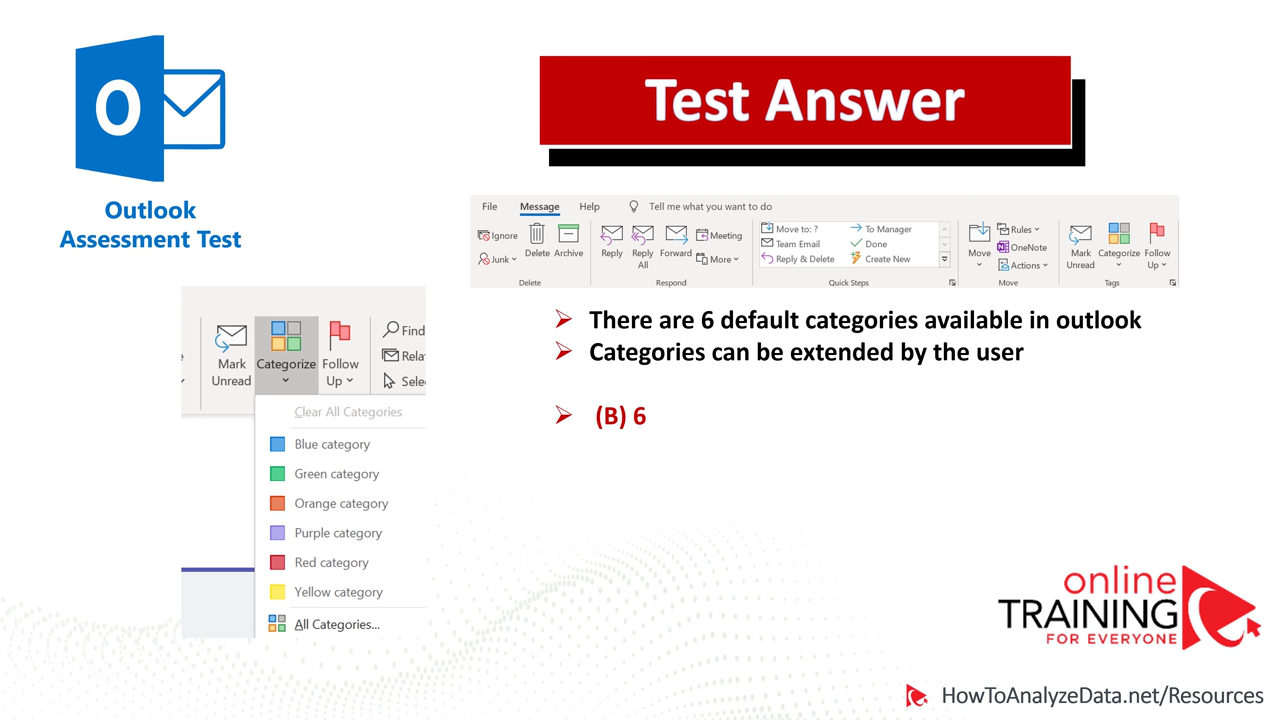 O
Outlook
Assessment Test
Test Answer
File Message Help Tell me what you want to do
Ignore
Junk
Delete
Archive
Delete
Reply
Reply
All
Forward
Meeting
More
Respond
Move to: ?
Team Email
Reply & Delete
To Manager
Done
Create New
Quick Steps
Move
Rules
OneNote
Actions
Move
Mark
Unread
Categorize
Follow
Up
Tags
Mark
Unread
Categorize
Follow
Up
Find
Clear All Categories
Blue category
Green category
Orange category
Purple category
Red category
Yellow category
All Categories...
There are 6 default categories available in outlook
Categories can be extended by the user
(B) 6
online
TRAINING
FOR EVERYONE
HowToAnalyzeData.net/Resources